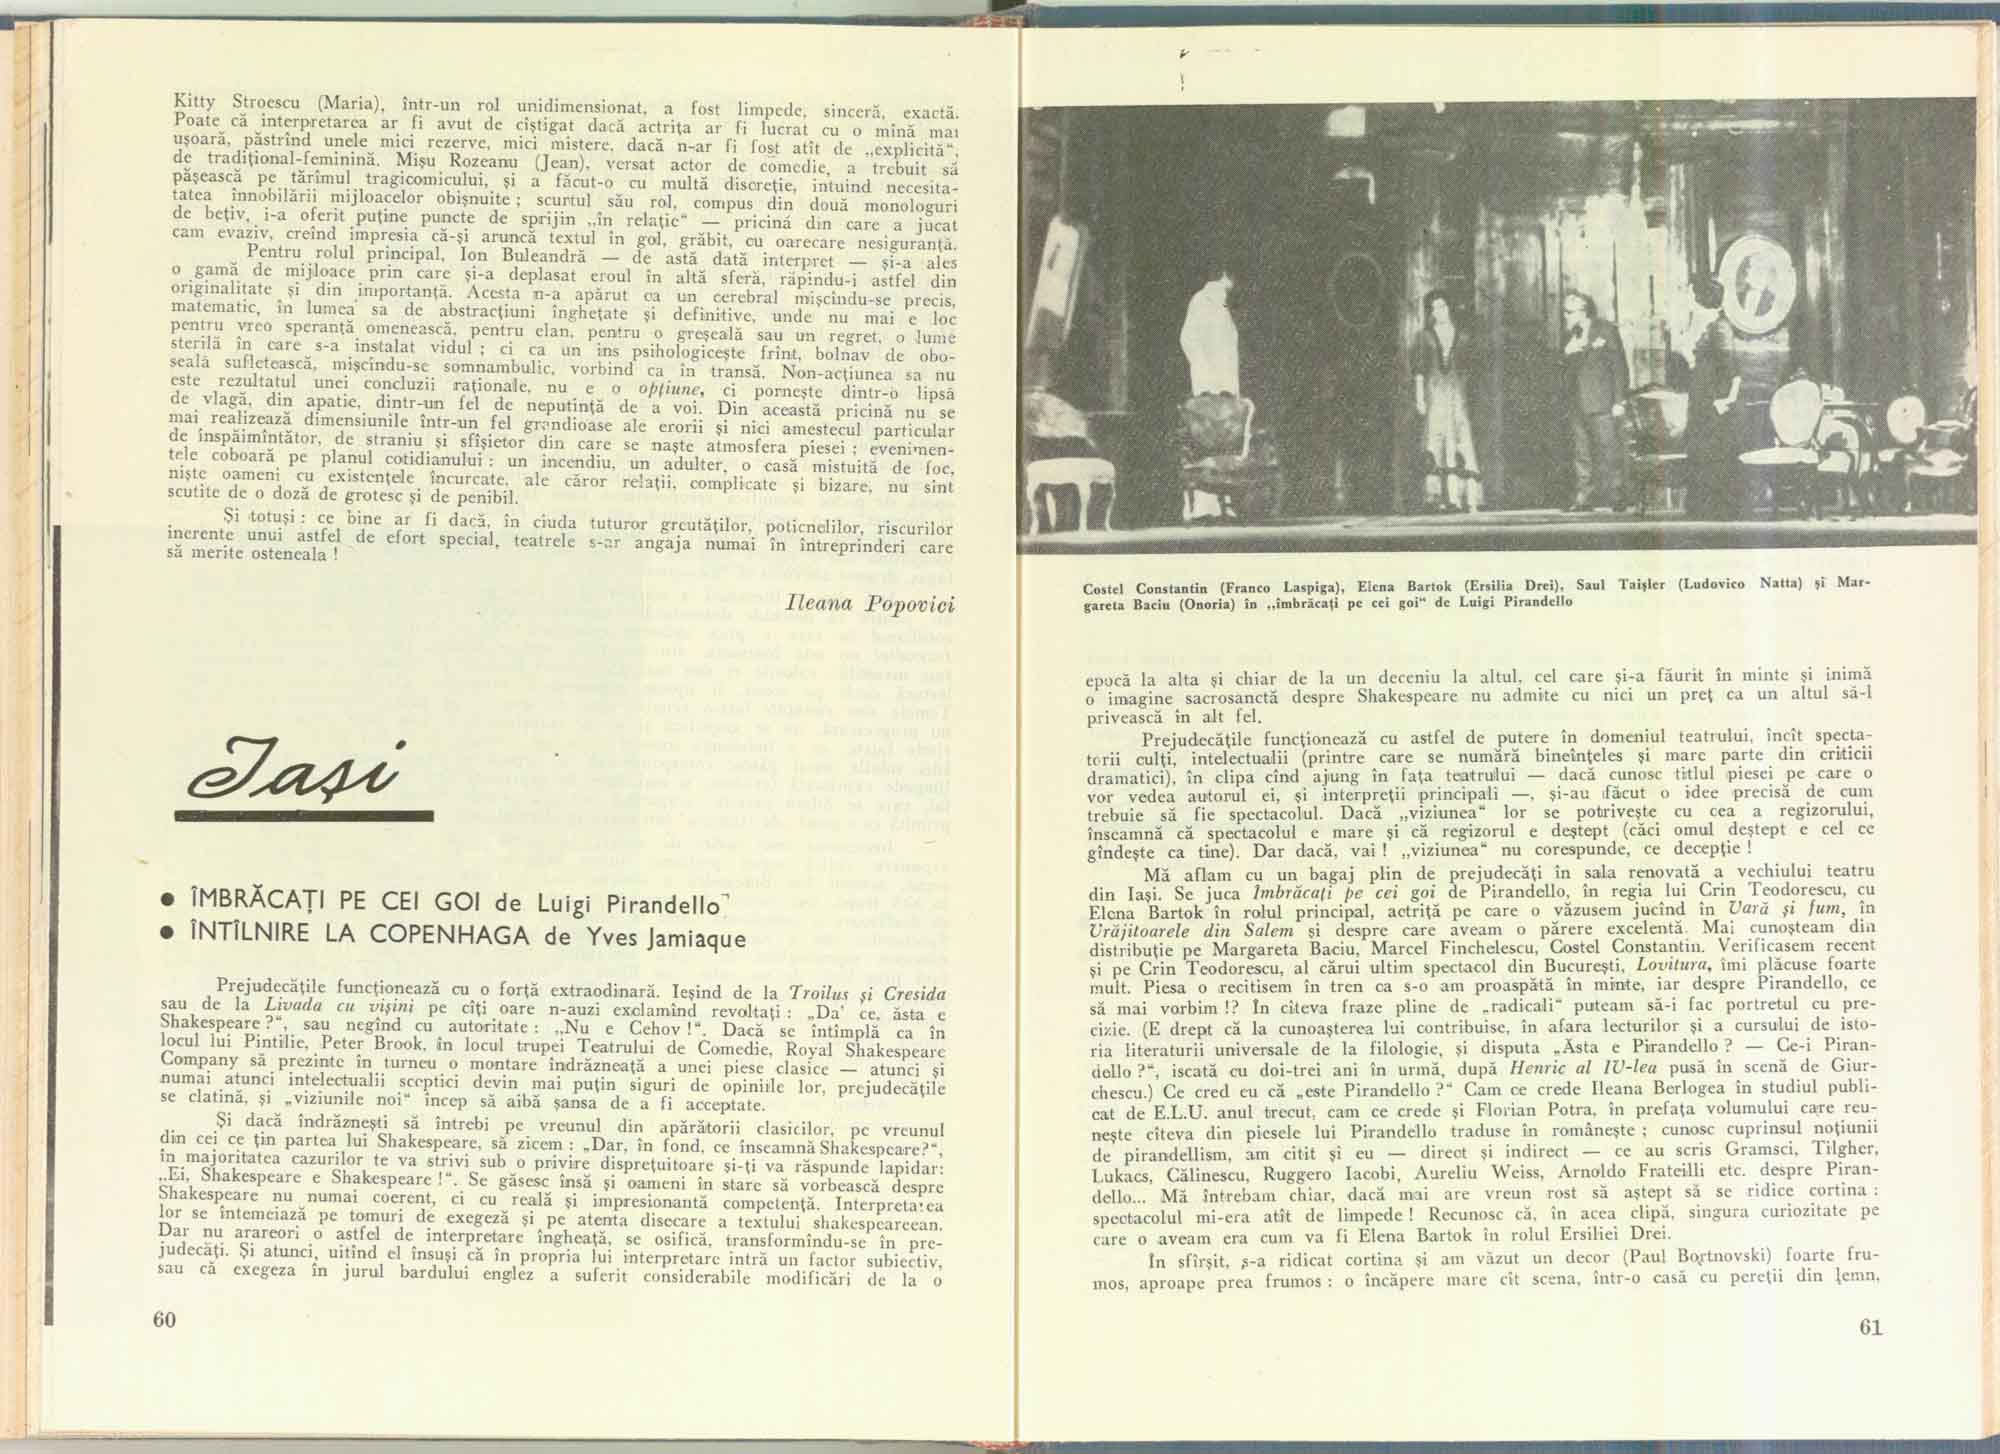 Kitty Stroescu (Maria), într-un rol unidimensionat, a fost limpede, sinceră, exactă.
Poate că interpretarea ar fi avut de cîştigat dacă actriţa ar fi lucrat cu o mînă mai
uşoară, păstrînd unele mici rezerve, mici mistere, dacă n-ar fi fost atît de „explicită“,
de tradiţional-feminină. Mişu Rozeanu (Jean), versat actor de comedie, a trebuit să
păşească pe tărîmul tragicomicului, şi a făcut-o cu multă discreţie, intuind necesita-
tatea înnobilării mijloacelor obişnuite ; scurtul său rol, compus din două monologuri
de beţiv, i-a oferit puţine puncte de sprijin „în relaţie“ — pricină din care a jucat
cam evaziv, creînd impresia că-şi aruncă textul în gol, grăbit, cu oarecare nesiguranţă.
Pentru rolul principal, Ion Buleandră — de astă dată interpret — şi-a ales
o gamă de mijloace prin care şi-a deplasat eroul în altă sferă, răpindu-i astfel din
originalitate şi din importanţă. Acesta n-a apărut ca un cerebral mişcîndu-se precis,
matematic, în lumea sa de abstracţiuni îngheţate şi definitive, unde nu mai e loc
pentru vreo speranţă omenească, pentru elan, pentru o greşeală sau un regret, o lume
sterilă în care s-a instalat vidul ; ci ca un ins psihologiceşte frînt, bolnav de obo-
seală sufletească, mişcîndu-se somnambulic, vorbind ca în transă. Non-acţiunea sa nu
este rezultatul unei concluzii raţionale, nu e o opţiune, ci porneşte dintr-o lipsă
de vlagă, din apatie, dintr-un fel de neputinţă de a voi. Din această pricină nu se
mai realizează dimensiunile într-un fel grandioase ale erorii şi nici amestecul particular
de înspăimîntător, de straniu şi sfîşietor din care se naşte atmosfera piesei ; evenimen-
tele coboară pe planul cotidianului : un incendiu, un adulter, o casă mistuită de foc,
nişte oameni cu existenţele încurcate, ale căror relaţii, complicate şi bizare, nu sînt
scutite de o doză de grotesc şi de penibil.
Şi totuşi : ce bine ar fi dacă, în ciuda tuturor greutăţilor, poticnelilor, riscurilor
inerente unui astfel de efort special, teatrele s-ar angaja numai în întreprinderi care
să merite osteneala !
Ileana Popovici
Iaşi
● ÎMBRĂCAŢI PE CEI GOI de Luigi Pirandello
● ÎNTÎLNIRE LA COPENHAGA de Yves Jamiaque
Prejudecăţile funcţionează cu o forţă extraodinară. Ieşind de la Troilus şi Cresida
sau de la Livada cu vişini pe cîţi oare n-auzi exclamînd revoltaţi : „Da' ce, ăsta e
Shakespeare ?“, sau negînd cu autoritate : „Nu e Cehov !“. Dacă se întîmplă ca în
locul lui Pintilie, Peter Brook, în locul trupei Teatrului de Comedie, Royal Shakespeare
Company să prezinte în turneu o montare îndrăzneaţă a unei piese clasice — atunci şi
numai atunci intelectualii sceptici devin mai puţin siguri de opiniile lor, prejudecăţile
se clatină, şi „viziunile noi“ încep să aibă şansa de a fi acceptate.
Şi dacă îndrăzneşti să întrebi pe vreunul din apărătorii clasicilor, pe vreunul
din cei ce ţin partea lui Shakespeare, să zicem : „Dar, în fond, ce înseamnă Shakespeare?“,
în majoritatea cazurilor te va strivi sub o privire dispreţuitoare şi-ţi va răspunde lapidar:
„Ei, Shakespeare e Shakespeare !“. Se găsesc însă şi oameni în stare să vorbească despre
Shakespeare nu numai coerent, ci cu reală şi impresionantă competenţă. Interpretarea
lor se întemeiază pe tomuri de exegeză şi pe atenta disecare a textului shakespeareean.
Dar nu arareori o astfel de interpretare îngheaţă, se osifică, transformîndu-se în pre-
judecăţi. Şi atunci, uitînd el însuşi că în propria lui interpretare intră un factor subiectiv,
sau că exegeza în jurul bardului englez a suferit considerabile modificări de la o
60
Costel Constantin (Franco Laspiga), Elena Bartok (Ersilia Drei), Saul Taişler (Ludovico Natta) şi Mar-
gareta Baciu (Onoria) în „îmbrăcaţi pe cei goi“ de Luigi Pirandello
epocă la alta şi chiar de la un deceniu la altul, cel care şi-a făurit în minte şi inimă
o imagine sacrosanctă despre Shakespeare nu admite cu nici un preţ ca un altul să-l
privească în alt fel.
Prejudecăţile funcţionează cu astfel de putere în domeniul teatrului, încît specta-
torii culţi, intelectualii (printre care se numără bineînţeles şi mare parte din criticii
dramatici), în clipa cînd ajung în faţa teatrului — dacă cunosc titlul piesei pe care o
vor vedea autorul ei, şi interpreţii principali —, şi-au făcut o idee precisă de cum
trebuie să fie spectacolul. Dacă „viziunea“ lor se potriveşte cu cea a regizorului,
înseamnă că spectacolul e mare şi că regizorul e deştept (căci omul deştept e cel ce
gîndeşte ca tine). Dar dacă, vai ! „viziunea“ nu corespunde, ce decepţie !
Mă aflam cu un bagaj plin de prejudecăţi în sala renovată a vechiului teatru
din Iaşi. Se juca Îmbrăcaţi pe cei goi de Pirandello, în regia lui Crin Teodorescu, cu
Elena Bartok în rolul principal, actriţă pe care o văzusem jucînd în Vară şi fum, în
Vrăjitoarele din Salem şi despre care aveam o părere excelentă. Mai cunoşteam din
distribuţie pe Margareta Baciu, Marcel Finchelescu, Costel Constantin. Verificasem recent
şi pe Crin Teodorescu, al cărui ultim spectacol din Bucureşti, Lovitura, îmi plăcuse foarte
mult. Piesa o recitisem în tren ca s-o am proaspătă în minte, iar despre Pirandello, ce
să mai vorbim !? În cîteva fraze pline de „radicali“ puteam să-i fac portretul cu pre-
cizie. (E drept că la cunoaşterea lui contribuise, în afara lecturilor şi a cursului de isto-
ria literaturii universale de la filologie, şi disputa „Ăsta e Pirandello ? — Ce-i Piran-
dello ?“, iscată cu doi-trei ani în urmă, după Henric al IV-lea pusă în scenă de Giur-
chescu.) Ce cred eu că „este Pirandello ?“ Cam ce crede Ileana Berlogea în studiul publi-
cat de E.L.U. anul trecut, cam ce crede şi Florian Potra, în prefaţa volumului care reu-
neşte cîteva din piesele lui Pirandello traduse în româneşte ; cunosc cuprinsul noţiunii
de pirandellism, am citit şi eu — direct şi indirect — ce au scris Gramsci, Tilgher,
Lukacs, Călinescu, Ruggero Iacobi, Aureliu Weiss, Arnoldo Frateilli etc. despre Piran-
dello... Mă întrebam chiar, dacă mai are vreun rost să aştept să se ridice cortina :
spectacolul mi-era atît de limpede ! Recunosc că, în acea clipă, singura curiozitate pe
care o aveam era cum va fi Elena Bartok în rolul Ersiliei Drei.
În sfîrşit, s-a ridicat cortina şi am văzut un decor (Paul Bortnovski) foarte fru-
mos, aproape prea frumos : o încăpere mare cît scena, într-o casă cu pereţii din lemn,
61